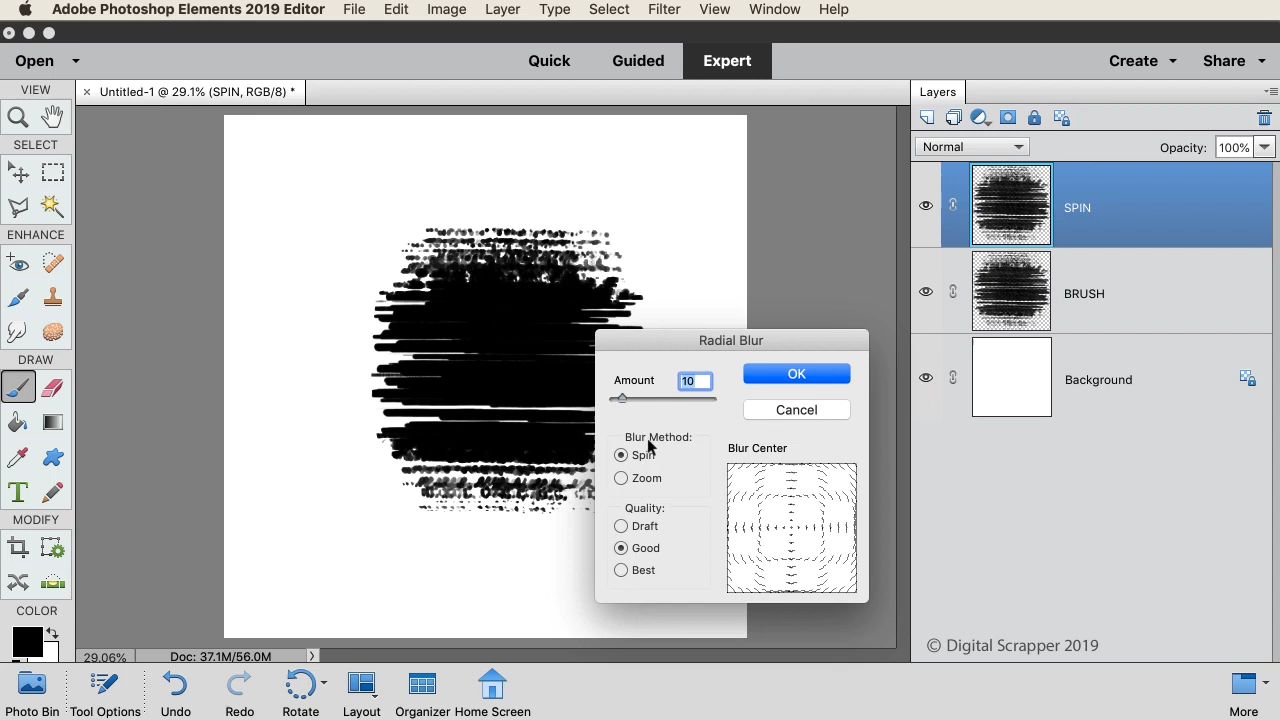 Adobe Photoshop Elements 2019 Editor File Edit Image Layer Type Select Filter View Window Help
Open Quick Guided Expert Create Share
VIEW
× Untitled-1 @ 29.1% (SPIN, RGB/8) *
Layers
SELECT
Normal Opacity: 100%
SPIN
ENHANCE
BRUSH
Radial Blur
DRAW
Amount 10 OK
Background
Cancel
Blur Method:
Blur Center
Spin
Zoom
Quality:
MODIFY
Draft
Good
Best
COLOR
© Digital Scrapper 2019
29.06% Doc: 37.1M/56.0M
Photo Bin Tool Options Undo Redo Rotate Layout Organizer Home Screen More